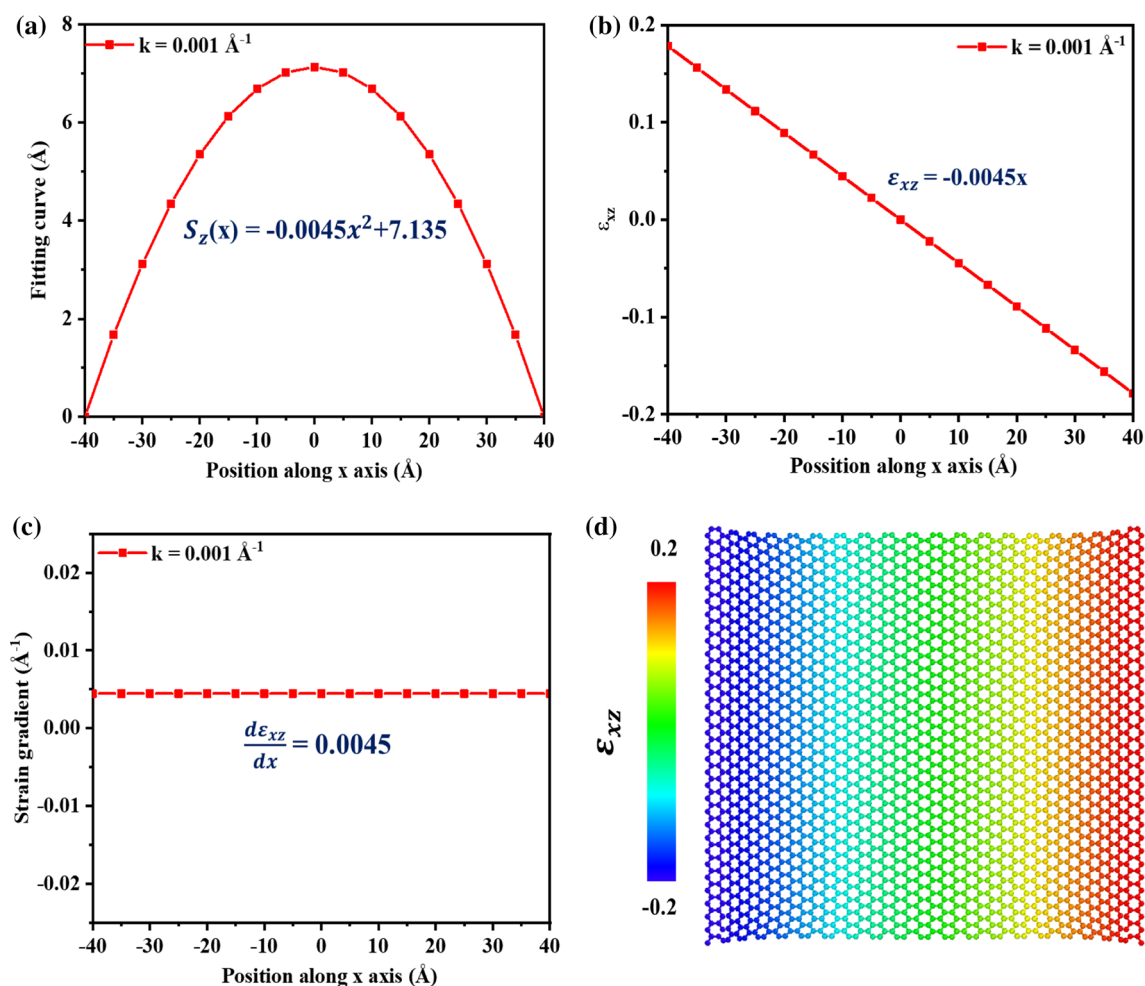 (a)
k = 0.001 Å⁻¹
Fitting curve (Å)
8
6
4
2
0
S_z(x) = -0.0045x²+7.135
-40 -30 -20 -10 0 10 20 30 40
Position along x axis (Å)
(b)
k = 0.001 Å⁻¹
ε_xz
0.2
0.1
0.0
-0.1
-0.2
ε_xz = -0.0045x
-40 -30 -20 -10 0 10 20 30 40
Possition along x axis (Å)
(c)
k = 0.001 Å⁻¹
Strain gradient (Å⁻¹)
0.02
0.01
0.00
-0.01
-0.02
dε_xz/dx = 0.0045
-40 -30 -20 -10 0 10 20 30 40
Position along x axis (Å)
(d)
0.2
ε_xz
-0.2